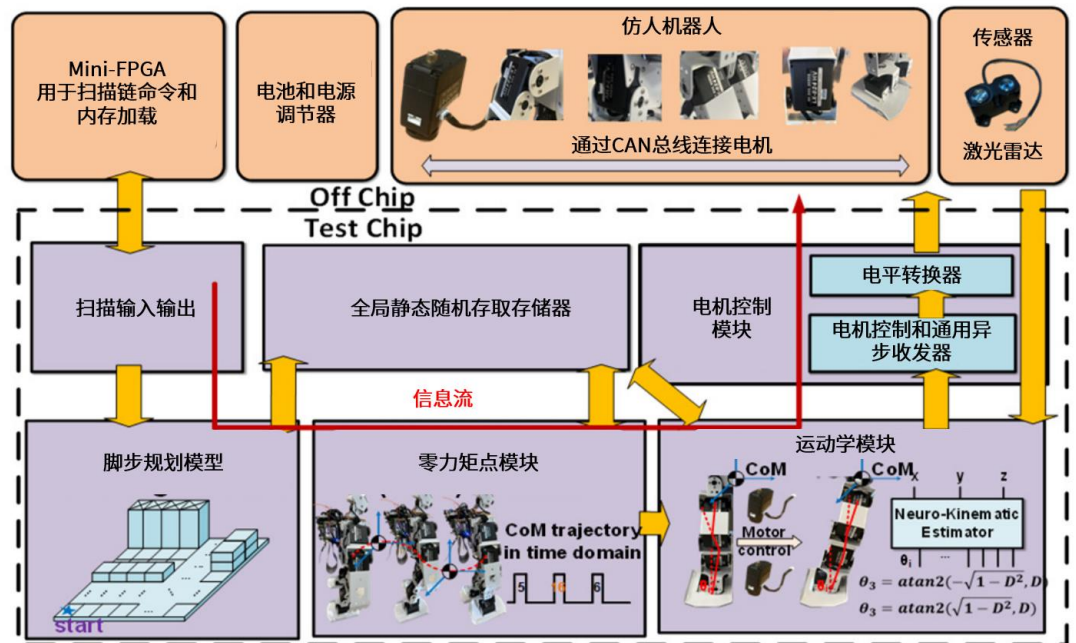 Mini-FPGA
用于扫描链命令和
内存加载
电池和电源
调节器
仿人机器人
通过CAN总线连接电机
传感器
激光雷达
Off Chip
Test Chip
扫描输入输出
全局静态随机存取存储器
电机控制
模块
电平转换器
电机控制和通用异
步收发器
信息流
脚步规划模型
start
零力矩点模块
CoM trajectory
in time domain
5 10 6
运动学模块
CoM
Motor
control
CoM
x y z
Neuro-Kinematic
Estimator
θi ... ...
θ₃ = atan2(-√1 − D², D)
θ₃ = atan2(√1 − D², D)